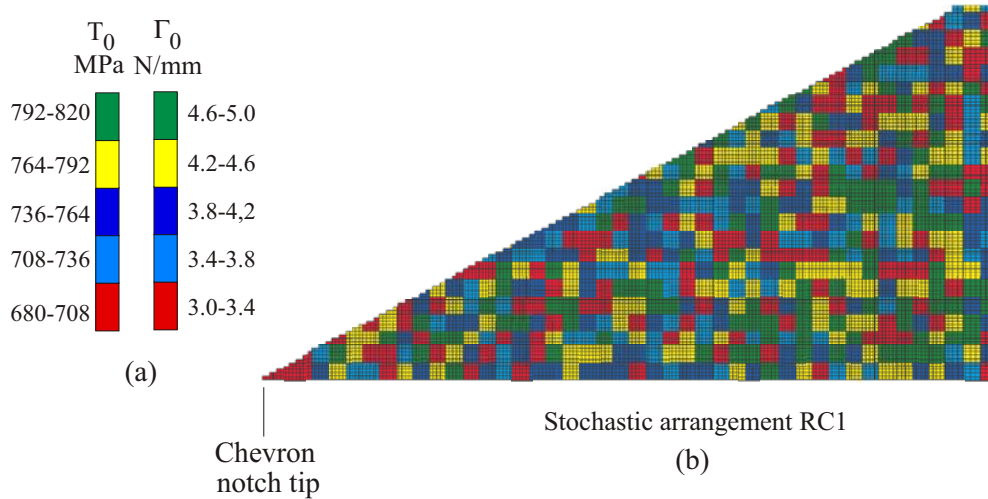 T0 Γ0
MPa N/mm
792-820 4.6-5.0
764-792 4.2-4.6
736-764 3.8-4,2
708-736 3.4-3.8
680-708 3.0-3.4
(a)
Chevron
notch tip
Stochastic arrangement RC1
(b)